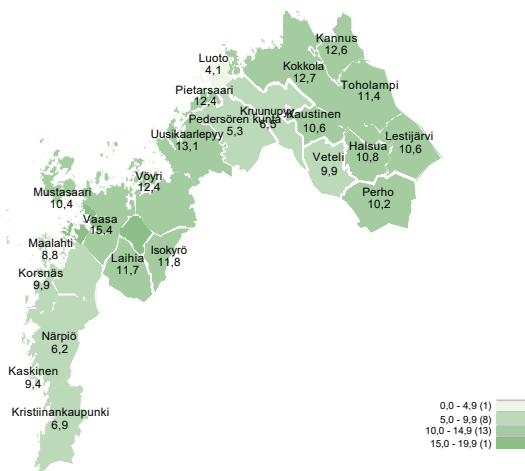 Kannus
12,6
Luoto
4,1
Kokkola
12,7
Toholampi
11,4
Pietarsaari
12,4
Kruunupyy
6,5
Pedersören kunta
5,3
Kaustinen
10,6
Uusikaarlepyy
13,1
Lestijärvi
10,6
Halsua
10,8
Veteli
9,9
Vöyri
12,4
Perho
10,2
Mustasaari
10,4
Vaasa
15,4
Maalahti
8,8
Isokyrö
11,8
Laihia
11,7
Korsnäs
9,9
Närpiö
6,2
Kaskinen
9,4
Kristiinankaupunki
6,9
0,0 - 4,9 (1)
5,0 - 9,9 (8)
10,0 - 14,9 (13)
15,0 - 19,9 (1)